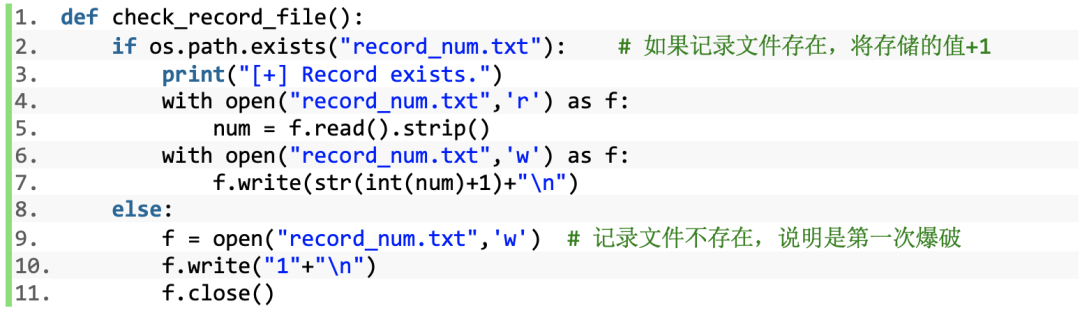 1. def check_record_file():
2.     if os.path.exists("record_num.txt"):    # 如果记录文件存在，将存储的值+1
3.         print("[+] Record exists.")
4.         with open("record_num.txt",'r') as f:
5.             num = f.read().strip()
6.         with open("record_num.txt",'w') as f:
7.             f.write(str(int(num)+1)+"\n")
8.     else:
9.         f = open("record_num.txt",'w')  # 记录文件不存在，说明是第一次爆破
10.         f.write("1"+"\n")
11.         f.close()